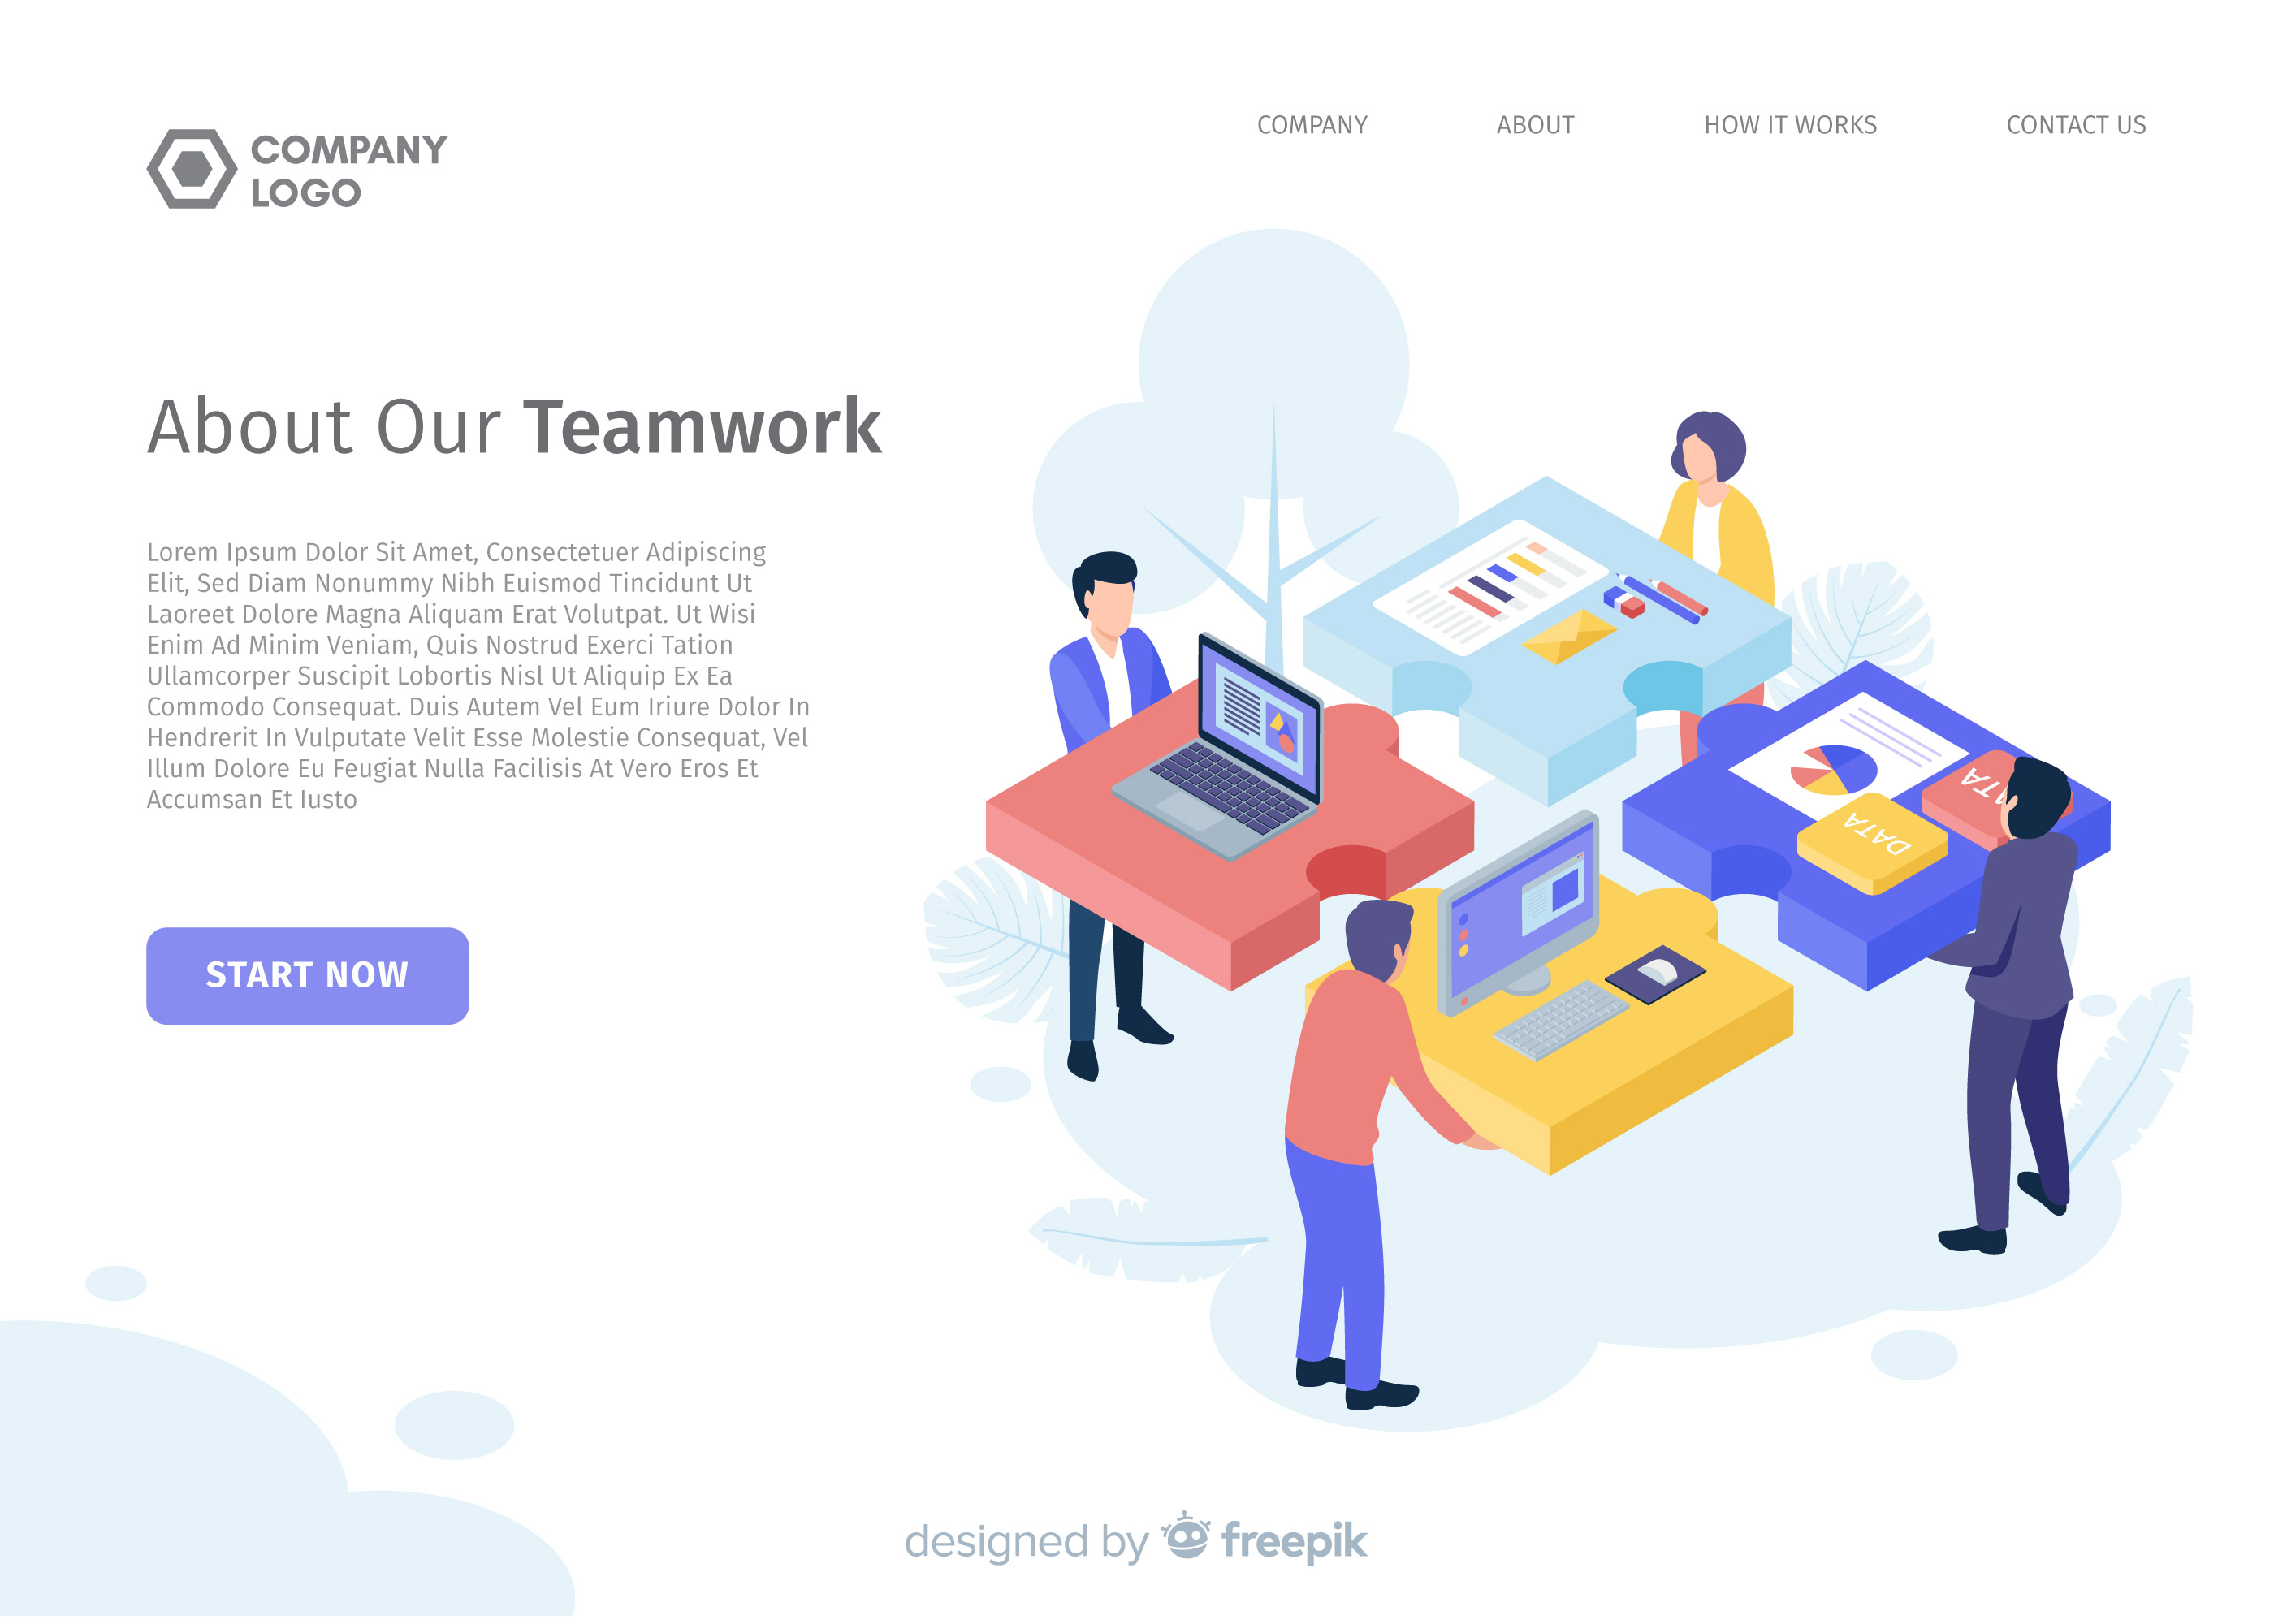 COMPANY
LOGO
COMPANY ABOUT HOW IT WORKS CONTACT US
About Our Teamwork
Lorem Ipsum Dolor Sit Amet, Consectetuer Adipiscing
Elit, Sed Diam Nonummy Nibh Euismod Tincidunt Ut
Laoreet Dolore Magna Aliquam Erat Volutpat. Ut Wisi
Enim Ad Minim Veniam, Quis Nostrud Exerci Tation
Ullamcorper Suscipit Lobortis Nisl Ut Aliquip Ex Ea
Commodo Consequat. Duis Autem Vel Eum Iriure Dolor In
Hendrerit In Vulputate Velit Esse Molestie Consequat, Vel
Illum Dolore Eu Feugiat Nulla Facilisis At Vero Eros Et
Accumsan Et Iusto
START NOW
DATA
designed by freepik